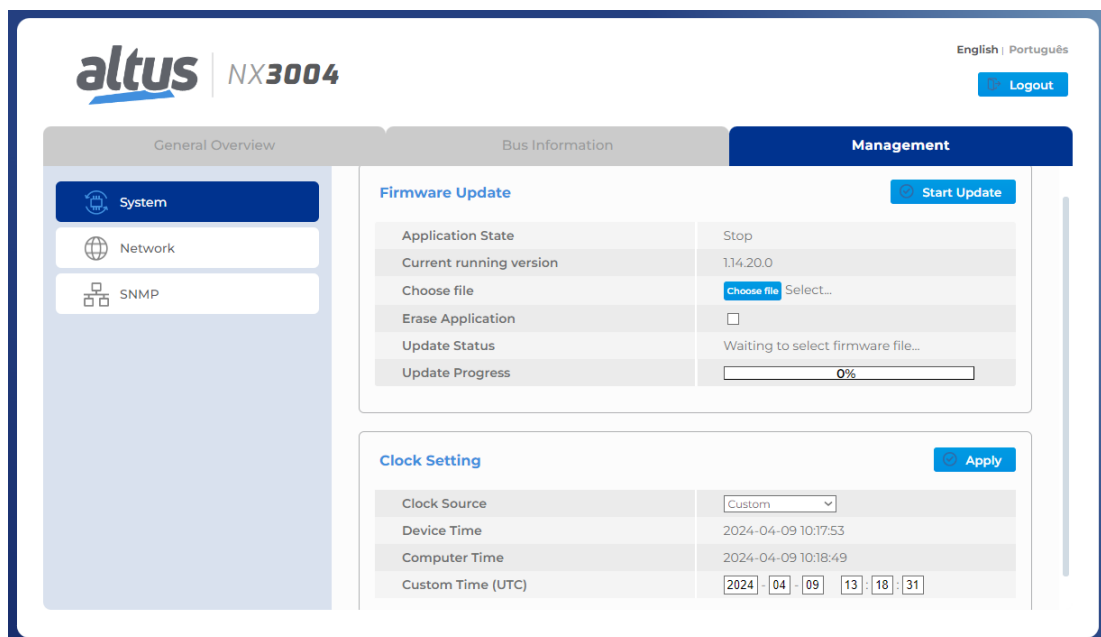 English | Português
altus NX3004
Logout
General Overview Bus Information Management
System
Network
SNMP
Firmware Update Start Update
Application State Stop
Current running version 1.14.20.0
Choose file Choose file Select...
Erase Application
Update Status Waiting to select firmware file...
Update Progress 0%
Clock Setting Apply
Clock Source Custom
Device Time 2024-04-09 10:17:53
Computer Time 2024-04-09 10:18:49
Custom Time (UTC) 2024 - 04 - 09 13 : 18 : 31